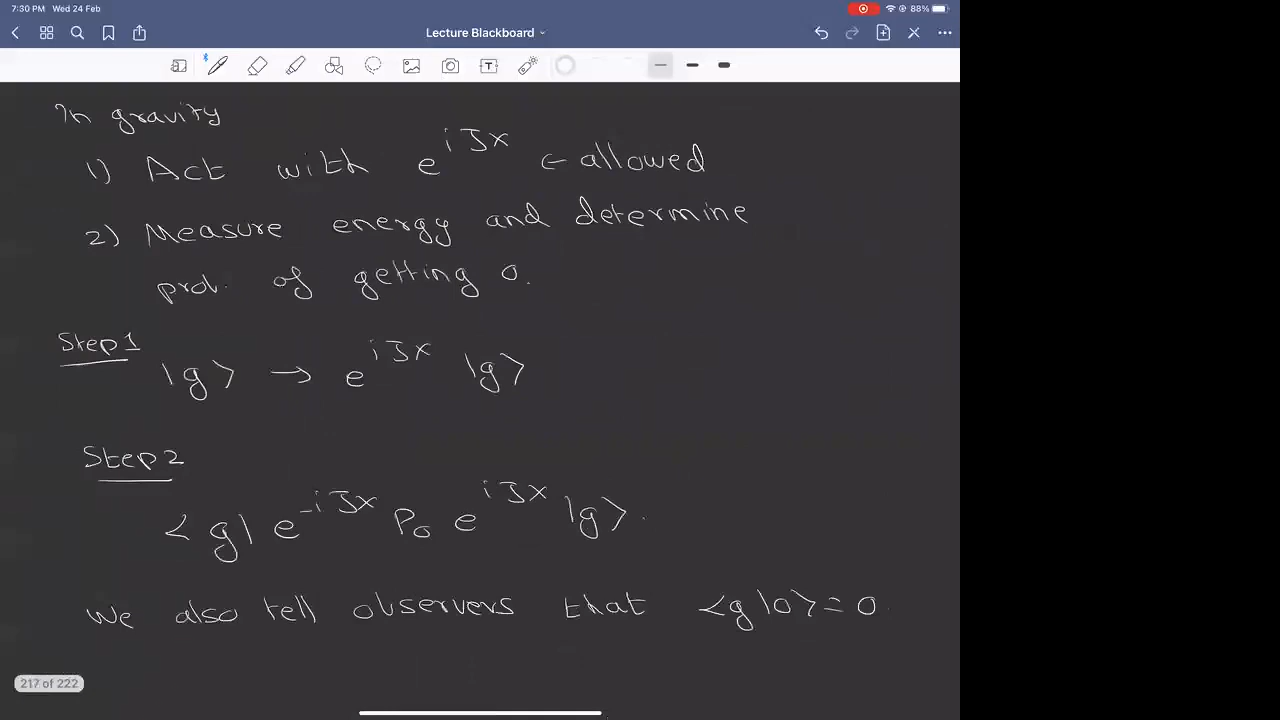 7:30 PM Wed 24 Feb
88%
Lecture Blackboard
In gravity
1) Act with e^{iJX} ← allowed
2) Measure energy and determine
prob. of getting 0.
Step 1
|g⟩ → e^{iJX} |g⟩
Step 2
⟨g| e^{-iJX} P₀ e^{iJX} |g⟩.
We also tell observers that ⟨g|0⟩ = 0.
217 of 222